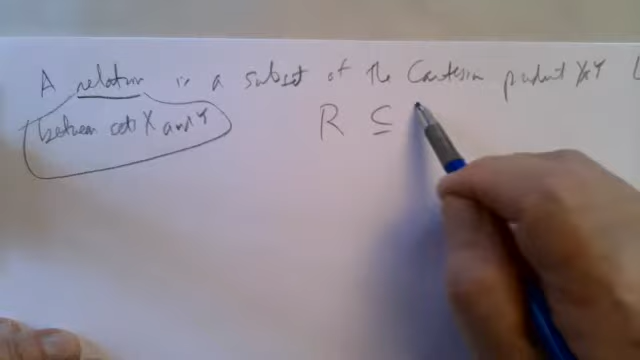 A relation is a subset of the Cartesian product X×Y
between sets X and Y
R ⊆